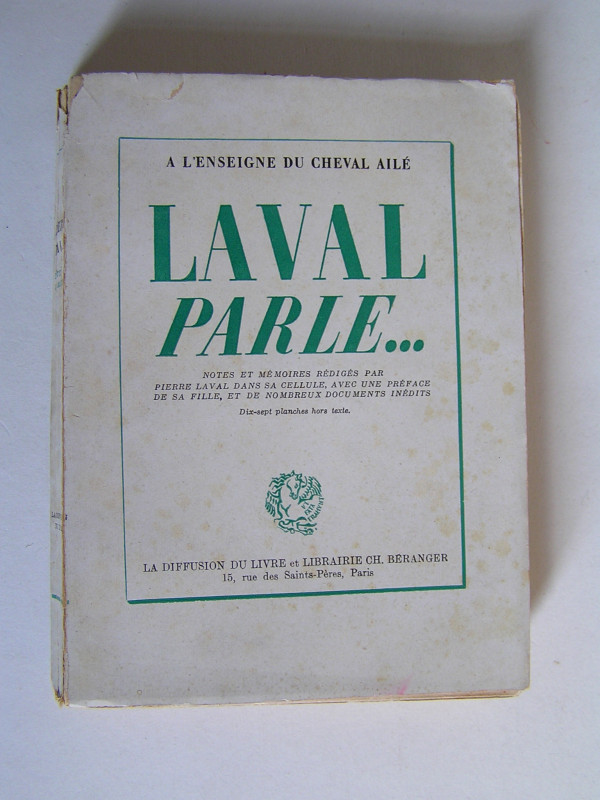 A L'ENSEIGNE DU CHEVAL AILÉ
LAVAL
PARLE...
NOTES ET MÉMOIRES RÉDIGÉS PAR
PIERRE LAVAL DANS SA CELLULE, AVEC UNE PRÉFACE
DE SA FILLE, ET DE NOMBREUX DOCUMENTS INÉDITS
Dix-sept planches hors texte.
LA DIFFUSION DU LIVRE et LIBRAIRIE CH. BÉRANGER
15, rue des Saints-Pères, Paris